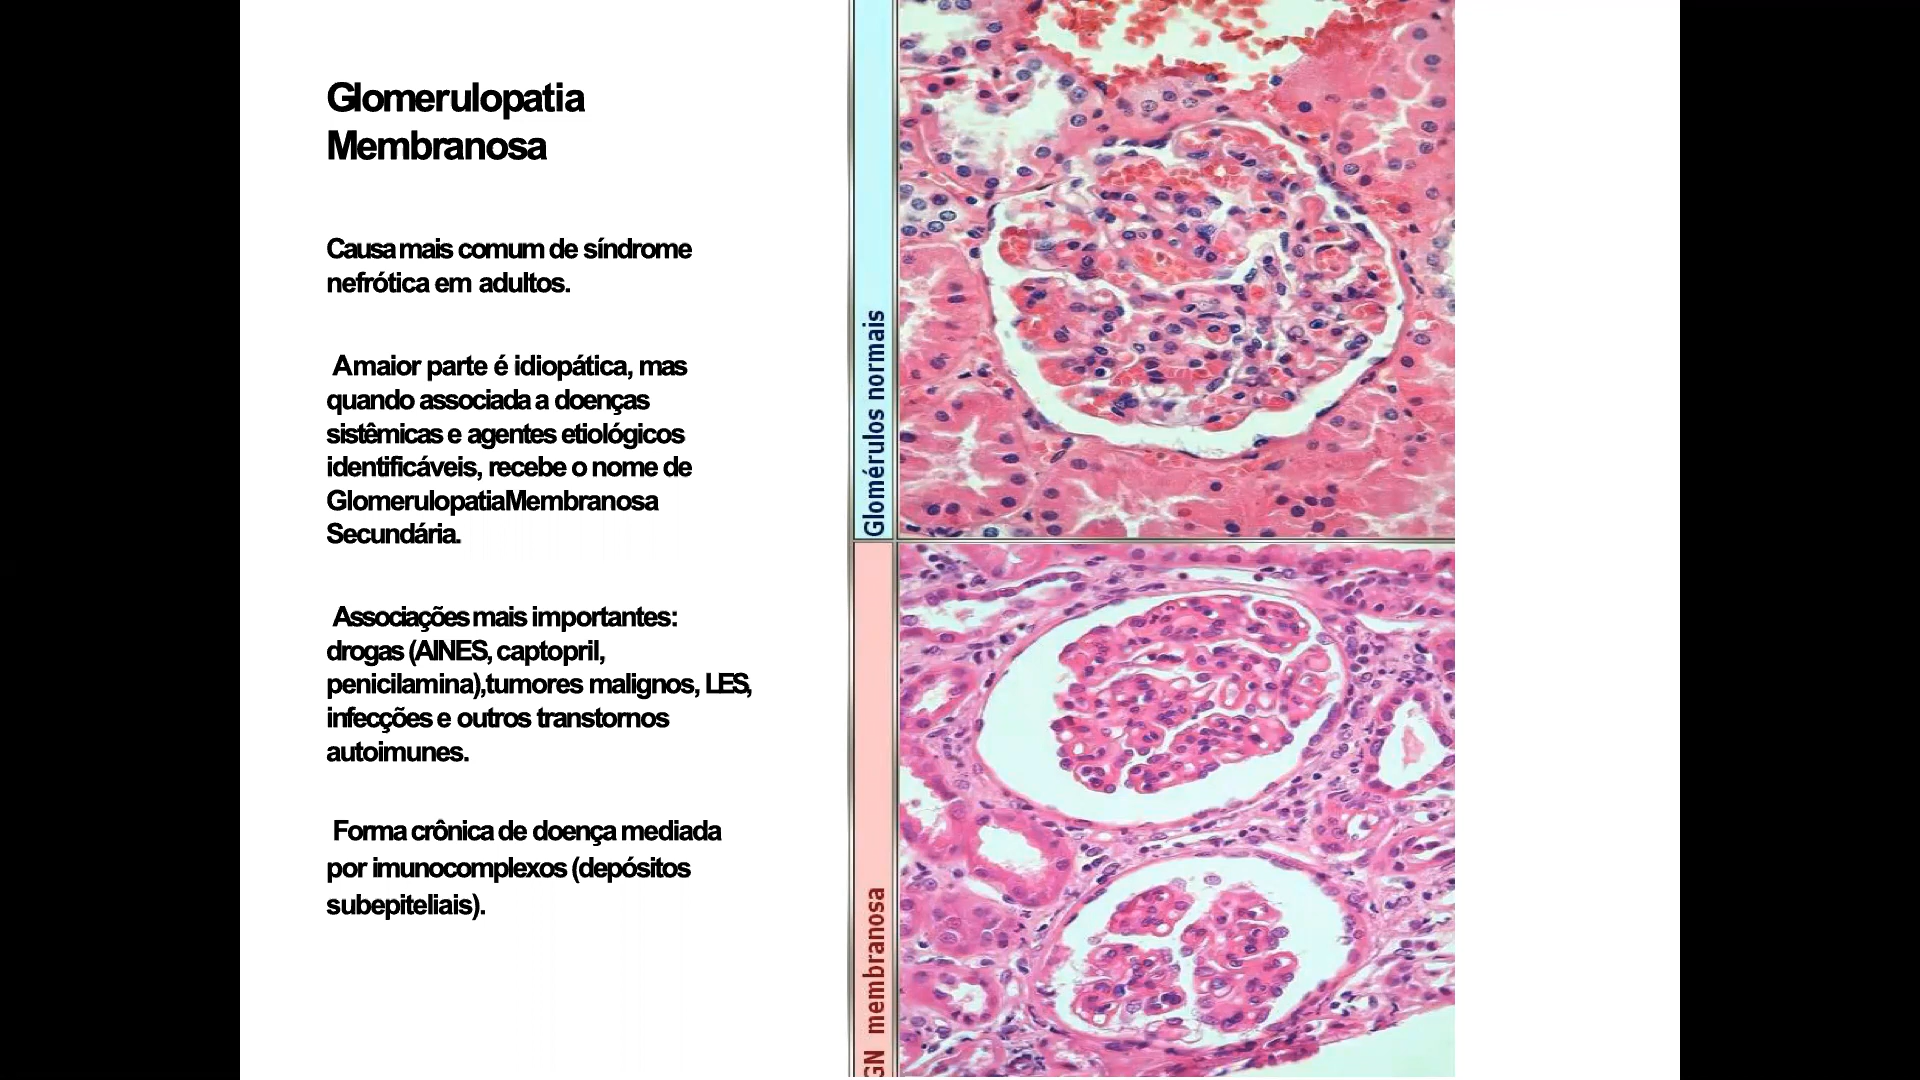 Glomerulopatia
Membranosa
Causa mais comum de síndrome
nefrótica em adultos.
A maior parte é idiopática, mas
quando associada a doenças
sistêmicas e agentes etiológicos
identificáveis, recebe o nome de
GlomerulopatiaMembranosa
Secundária.
Associações mais importantes:
drogas (AINES, captopril,
penicilamina),tumores malignos, LES,
infecções e outros transtornos
autoimunes.
Forma crônica de doença mediada
por imunocomplexos (depósitos
subepiteliais).
Glomérulos normais
GN membranosa